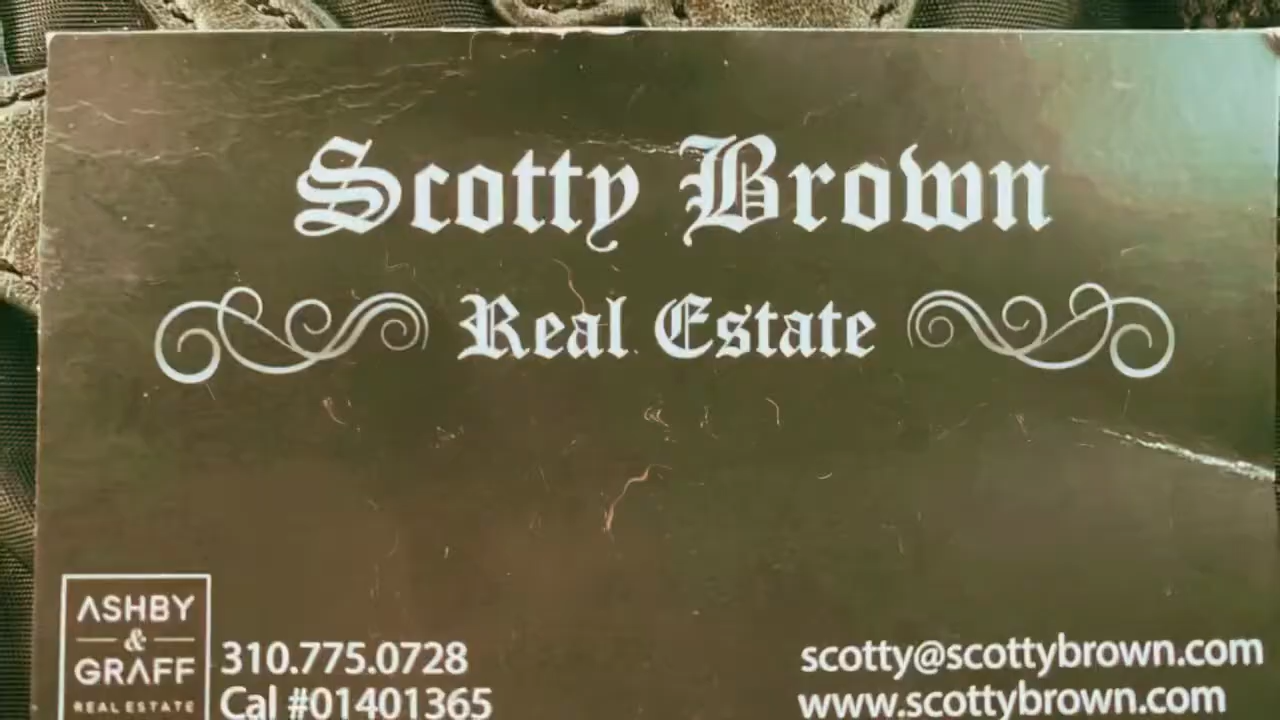 Scotty Brown
Real Estate
ASHBY
&
GRAFF
REAL ESTATE
310.775.0728
Cal #01401365
scotty@scottybrown.com
www.scottybrown.com